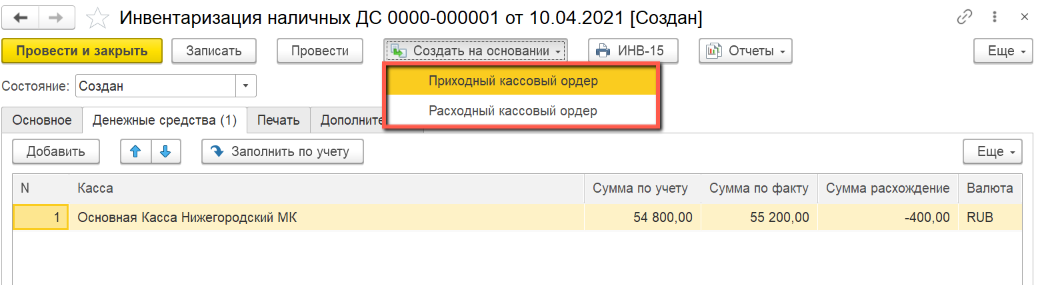 Инвентаризация наличных ДС 0000-000001 от 10.04.2021 [Создан]
Провести и закрыть Записать Провести Создать на основании ИНВ-15 Отчеты Еще
Приходный кассовый ордер
Расходный кассовый ордер
Состояние: Создан
Основное Денежные средства (1) Печать Дополните
Добавить Заполнить по учету Еще
N Касса Сумма по учету Сумма по факту Сумма расхождение Валюта
1 Основная Касса Нижегородский МК 54 800,00 55 200,00 -400,00 RUB